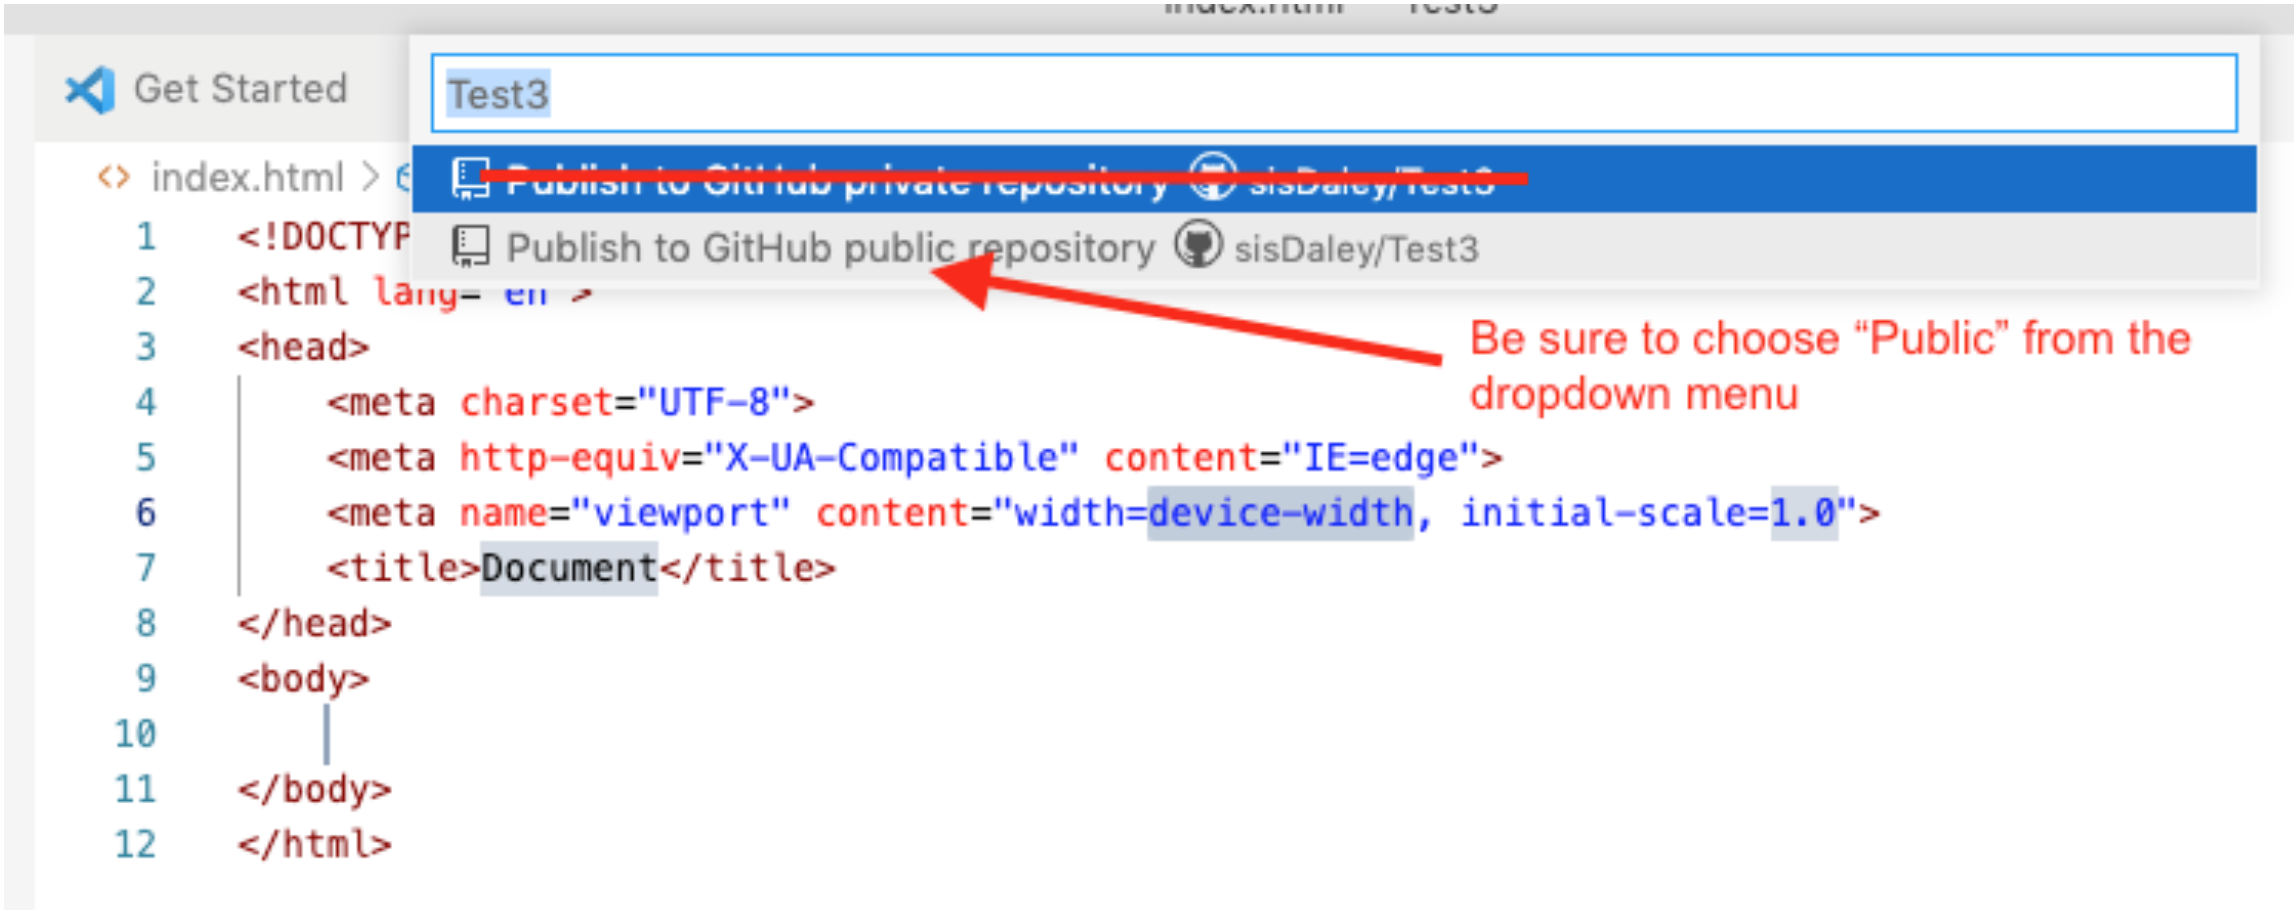 index.html Test3
Get Started
Test3
index.html >
Publish to GitHub private repository sisDaley/Test3
Publish to GitHub public repository sisDaley/Test3
Be sure to choose “Public” from the
dropdown menu
1 <!DOCTYP
2 <html lang="en">
3 <head>
4 <meta charset="UTF-8">
5 <meta http-equiv="X-UA-Compatible" content="IE=edge">
6 <meta name="viewport" content="width=device-width, initial-scale=1.0">
7 <title>Document</title>
8 </head>
9 <body>
10
11 </body>
12 </html>